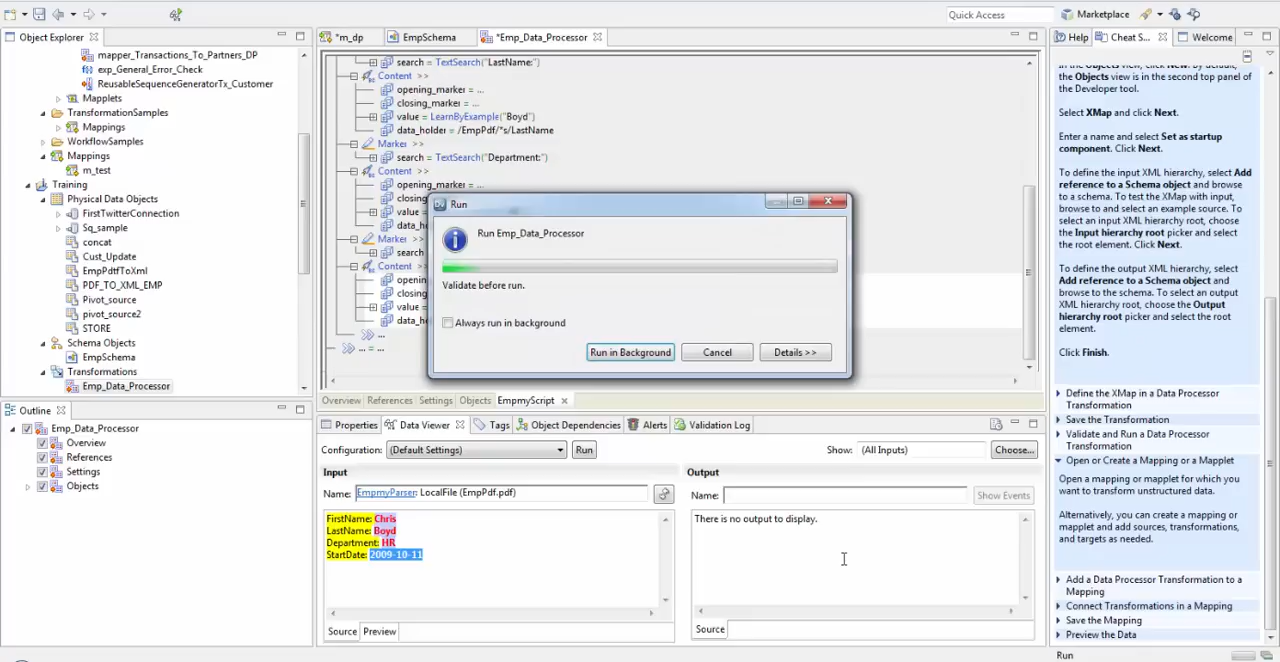 Quick Access
Marketplace
Object Explorer
mapper_Transactions_To_Partners_DP
exp_General_Error_Check
ReusableSequenceGeneratorTx_Customer
Mapplets
TransformationSamples
Mappings
WorkflowSamples
Mappings
m_test
Training
Physical Data Objects
FirstTwitterConnection
Sq_sample
concat
Cust_Update
EmpPdtfToXml
PDF_TO_XML_EMP
Pivot_source
pivot_source2
STORE
Schema Objects
EmpSchema
Transformations
Emp_Data_Processor
Outline
Emp_Data_Processor
Overview
References
Settings
Objects
*m_dp
EmpSchema
*Emp_Data_Processor
search = TextSearch("LastName:")
Content >>
opening_marker = ...
closing_marker = ...
value = LearnByExample("Boyd")
data_holder = /EmpPdf/*s/LastName
Marker >>
search = TextSearch("Department:")
Content >>
opening_marker = ...
Marker >>
Content >>
... = ...
Run
Run Emp_Data_Processor
Validate before run.
Always run in background
Run in Background
Cancel
Details >>
Overview
References
Settings
Objects
EmpmyScript
Properties
Data Viewer
Tags
Object Dependencies
Alerts
Validation Log
Configuration: (Default Settings)
Run
Show: (All Inputs)
Choose...
Input
Name: EmpmyParser: LocalFile (EmpPdf.pdf)
FirstName: Chris
LastName: Boyd
Department: HR
StartDate: 2009-10-11
Source
Preview
Output
Name:
Show Events
There is no output to display.
Source
Help
Cheat S...
Welcome
the Objects view is in the second top panel of
the Developer tool.
Select XMap and click Next.
Enter a name and select Set as startup
component. Click Next.
To define the input XML hierarchy, select Add
reference to a Schema object and browse
to a schema. To test the XMap with input,
browse to and select an example source. To
select an input XML hierarchy root, choose
the Input hierarchy root picker and select
the root element. Click Next.
To define the output XML hierarchy, select
Add reference to a Schema object and
browse to the schema. To select an output
XML hierarchy root, choose the Output
hierarchy root picker and select the root
element.
Click Finish.
Define the XMap in a Data Processor
Transformation
Save the Transformation
Validate and Run a Data Processor
Transformation
Open or Create a Mapping or a Mapplet
Open a mapping or mapplet for which you
want to transform unstructured data.
Alternatively, you can create a mapping or
mapplet and add sources, transformations,
and targets as needed.
Add a Data Processor Transformation to a
Mapping
Connect Transformations in a Mapping
Save the Mapping
Preview the Data
Run